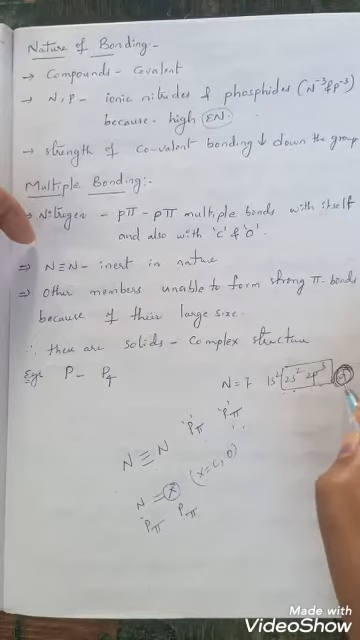 Nature of Bonding:-
→ Compounds - Covalent
→ N, P - ionic nitrides & phosphides (N⁻³ & P⁻³)
because - high EN.
→ strength of co-valent bonding ↓ down the group
Multiple Bonding:-
→ Nitrogen - pπ - pπ multiple bonds with itself
and also with 'C' & 'O'.
⇒ N≡N - inert in nature
⇒ Other members unable to form strong π-bonds
because of their large size.
∴ they are solids - complex structure
Eg:- P - P₄
N = 7 1s² 2s² 2p³
N≡N Pπ Pπ
N=X (X = C, O)
Pπ Pπ
Made with
VideoShow